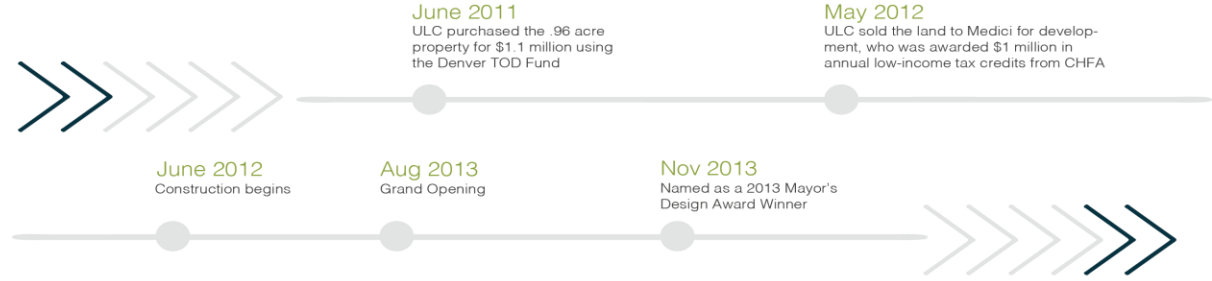 June 2011
ULC purchased the .96 acre
property for $1.1 million using
the Denver TOD Fund
May 2012
ULC sold the land to Medici for develop-
ment, who was awarded $1 million in
annual low-income tax credits from CHFA
June 2012
Construction begins
Aug 2013
Grand Opening
Nov 2013
Named as a 2013 Mayor's
Design Award Winner